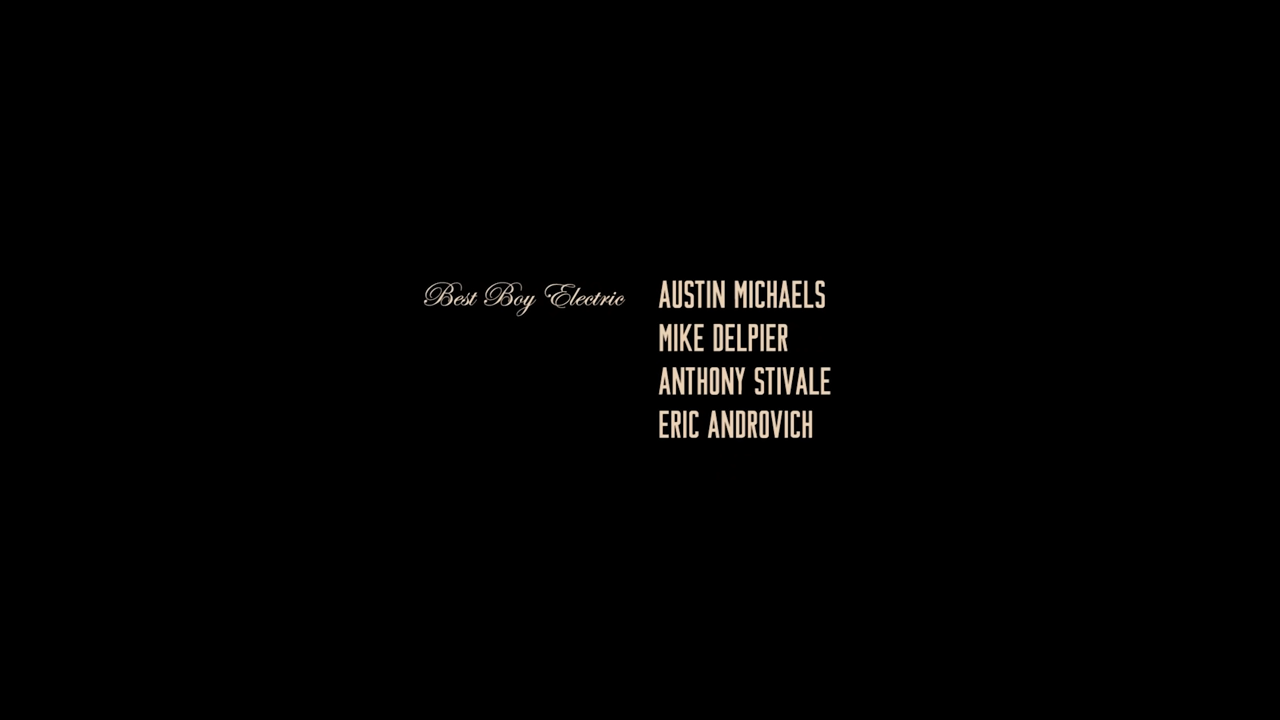 Best Boy Electric AUSTIN MICHAELS
MIKE DELPIER
ANTHONY STIVALE
ERIC ANDROVICH